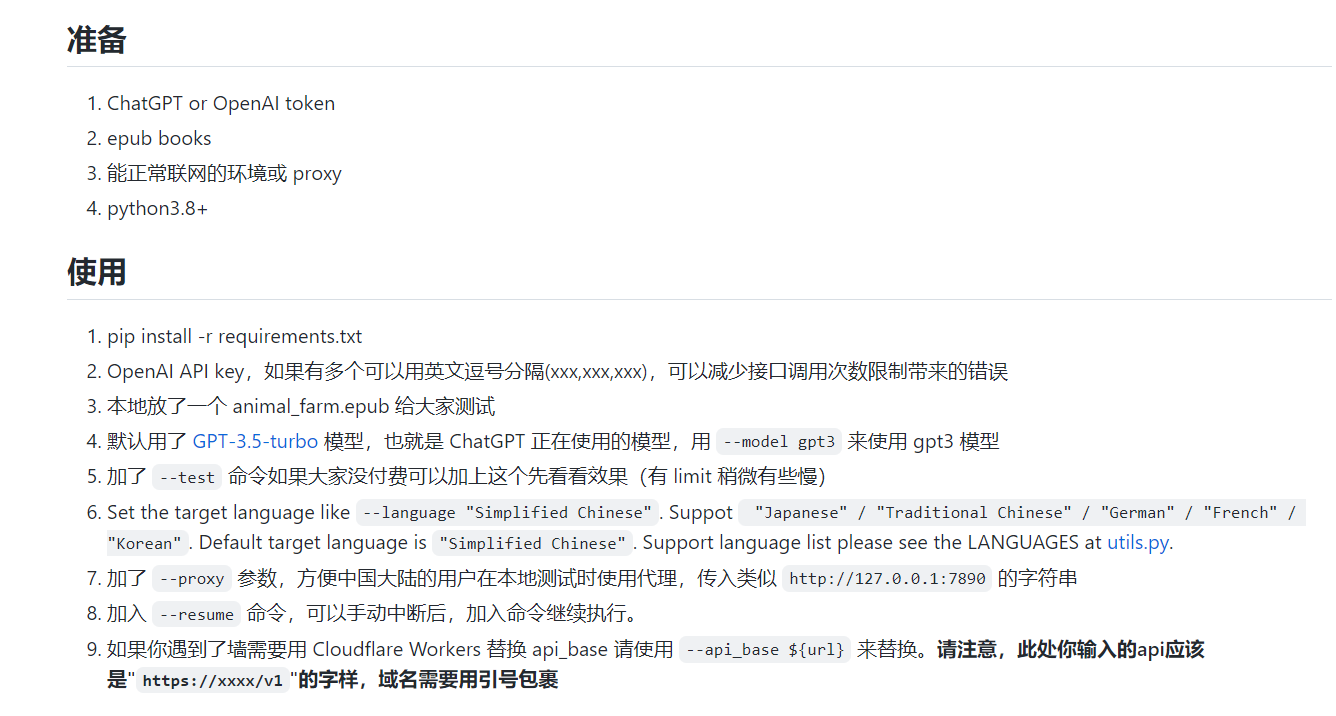 准备
1. ChatGPT or OpenAI token
2. epub books
3. 能正常联网的环境或 proxy
4. python3.8+
使用
1. pip install -r requirements.txt
2. OpenAI API key，如果有多个可以用英文逗号分隔(xxx,xxx,xxx)，可以减少接口调用次数限制带来的错误
3. 本地放了一个 animal_farm.epub 给大家测试
4. 默认用了 GPT-3.5-turbo 模型，也就是 ChatGPT 正在使用的模型，用 --model gpt3 来使用 gpt3 模型
5. 加了 --test 命令如果大家没付费可以加上这个先看看效果（有 limit 稍微有些慢）
6. Set the target language like --language "Simplified Chinese". Suppot "Japanese" / "Traditional Chinese" / "German" / "French" /
"Korean". Default target language is "Simplified Chinese". Support language list please see the LANGUAGES at utils.py.
7. 加了 --proxy 参数，方便中国大陆的用户在本地测试时使用代理，传入类似 http://127.0.0.1:7890 的字符串
8. 加入 --resume 命令，可以手动中断后，加入命令继续执行。
9. 如果你遇到了墙需要用 Cloudflare Workers 替换 api_base 请使用 --api_base ${url} 来替换。请注意，此处你输入的api应该
是"https://xxxx/v1"的字样，域名需要用引号包裹